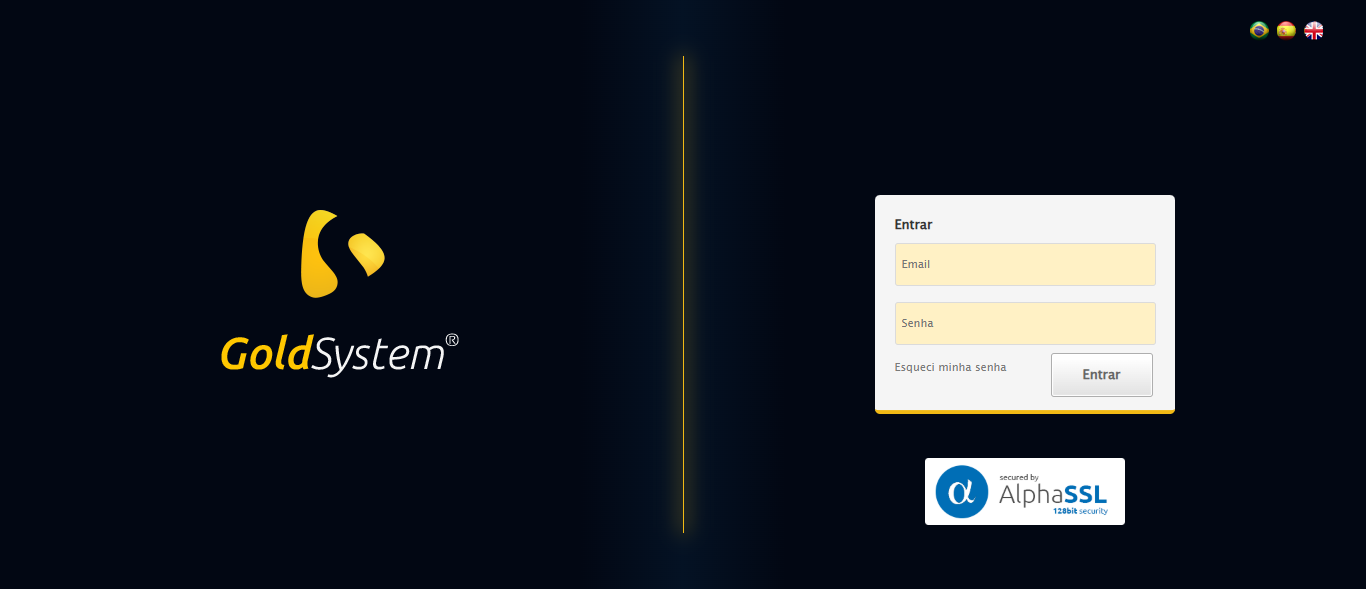 GoldSystem®
Entrar
Email
Senha
Esqueci minha senha
Entrar
α
secured by
AlphaSSL
128bit security